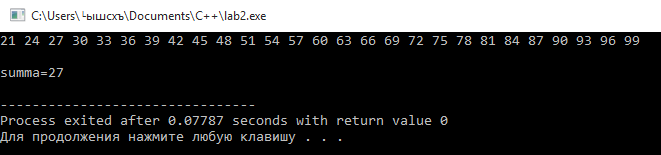 C:\Users\└ышсхъ\Documents\C++\lab2.exe
21 24 27 30 33 36 39 42 45 48 51 54 57 60 63 66 69 72 75 78 81 84 87 90 93 96 99
summa=27
--------------------------------
Process exited after 0.07787 seconds with return value 0
Для продолжения нажмите любую клавишу . . .